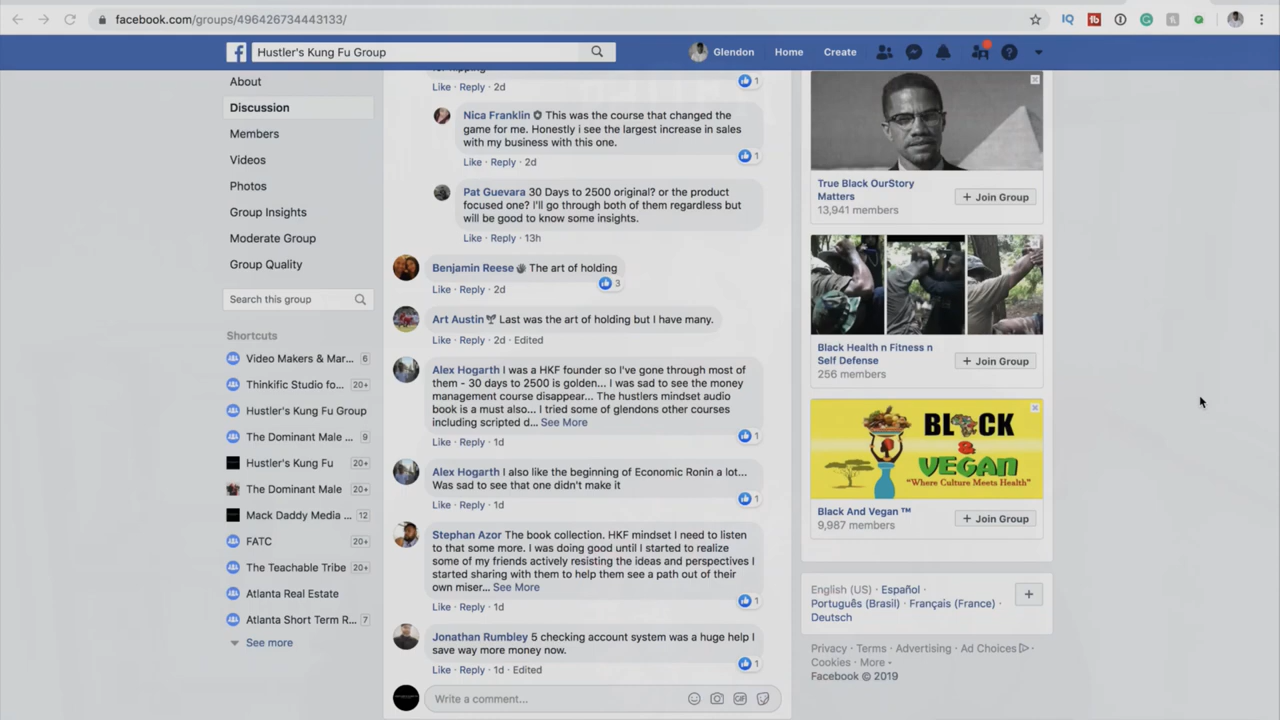 facebook.com/groups/496426734443133/
Hustler's Kung Fu Group
Glendon
Home
Create
About
Discussion
Members
Videos
Photos
Group Insights
Moderate Group
Group Quality
Search this group
Shortcuts
Video Makers & Mar... 6
Thinkific Studio fo... 20+
Hustler's Kung Fu Group
The Dominant Male ... 9
Hustler's Kung Fu 20+
The Dominant Male 20+
Mack Daddy Media ... 12
FATC 20+
The Teachable Tribe 20+
Atlanta Real Estate
Atlanta Short Term R... 7
See more
Like · Reply · 2d
1
Nica Franklin This was the course that changed the
game for me. Honestly i see the largest increase in sales
with my business with this one.
1
Like · Reply · 2d
Pat Guevara 30 Days to 2500 original? or the product
focused one? I'll go through both of them regardless but
will be good to know some insights.
Like · Reply · 13h
Benjamin Reese The art of holding
Like · Reply · 2d
3
Art Austin Last was the art of holding but I have many.
Like · Reply · 2d · Edited
Alex Hogarth I was a HKF founder so I've gone through most of
them - 30 days to 2500 is golden... I was sad to see the money
management course disappear... The hustlers mindset audio
book is a must also... I tried some of glendons other courses
including scripted d... See More
1
Like · Reply · 1d
Alex Hogarth I also like the beginning of Economic Ronin a lot...
Was sad to see that one didn't make it
1
Like · Reply · 1d
Stephan Azor The book collection. HKF mindset I need to listen
to that some more. I was doing good until I started to realize
some of my friends actively resisting the ideas and perspectives I
started sharing with them to help them see a path out of their
own miser... See More
1
Like · Reply · 1d
Jonathan Rumbley 5 checking account system was a huge help I
save way more money now.
1
Like · Reply · 1d · Edited
Write a comment...
GIF
True Black OurStory
Matters
13,941 members
+ Join Group
Black Health n Fitness n
Self Defense
256 members
+ Join Group
BLACK
&
VEGAN
"Where Culture Meets Health"
Black And Vegan ™
9,987 members
+ Join Group
English (US) · Español ·
Português (Brasil) · Français (France) ·
Deutsch
Privacy · Terms · Advertising · Ad Choices ·
Cookies · More
Facebook © 2019